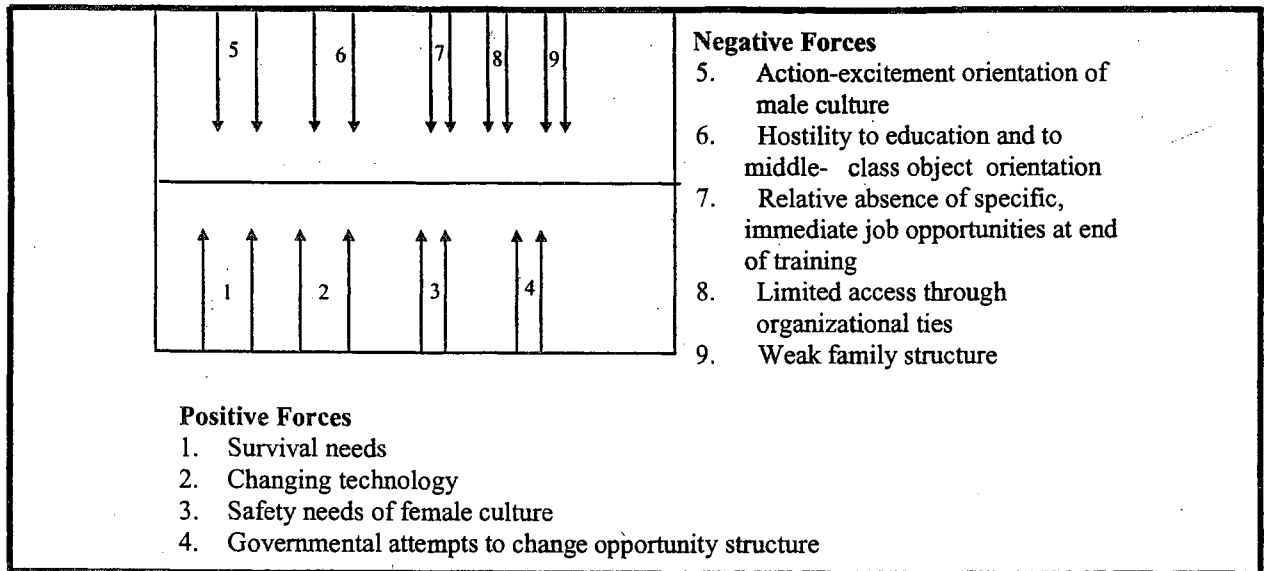 5 6 7 8 9
1 2 3 4
Negative Forces
5. Action-excitement orientation of
male culture
6. Hostility to education and to
middle- class object orientation
7. Relative absence of specific,
immediate job opportunities at end
of training
8. Limited access through
organizational ties
9. Weak family structure
Positive Forces
1. Survival needs
2. Changing technology
3. Safety needs of female culture
4. Governmental attempts to change opportunity structure